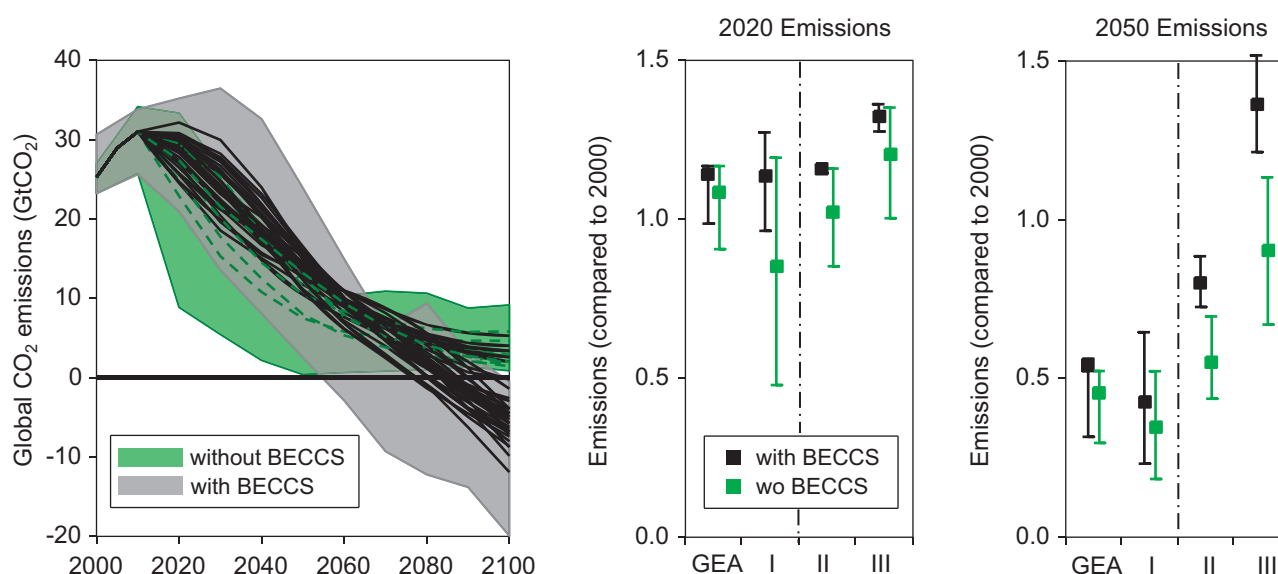 Global CO₂ emissions (GtCO₂)
40
30
20
10
0
-10
-20
without BECCS
with BECCS
2000 2020 2040 2060 2080 2100
2020 Emissions
Emissions (compared to 2000)
1.5
1.0
0.5
0.0
with BECCS
wo BECCS
GEA I II III
2050 Emissions
Emissions (compared to 2000)
1.5
1.0
0.5
0.0
GEA I II III